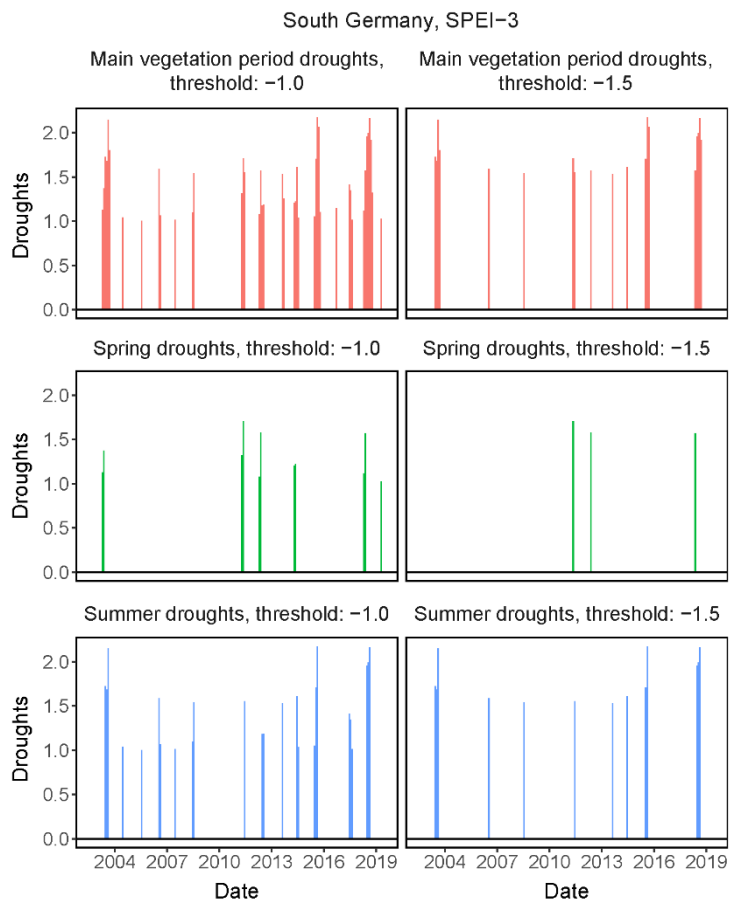 South Germany, SPEI−3
Main vegetation period droughts,
threshold: −1.0
Main vegetation period droughts,
threshold: −1.5
Droughts
2.0
1.5
1.0
0.5
0.0
Spring droughts, threshold: −1.0
Spring droughts, threshold: −1.5
Droughts
2.0
1.5
1.0
0.5
0.0
Summer droughts, threshold: −1.0
Summer droughts, threshold: −1.5
Droughts
2.0
1.5
1.0
0.5
0.0
2004 2007 2010 2013 2016 2019
2004 2007 2010 2013 2016 2019
Date
Date